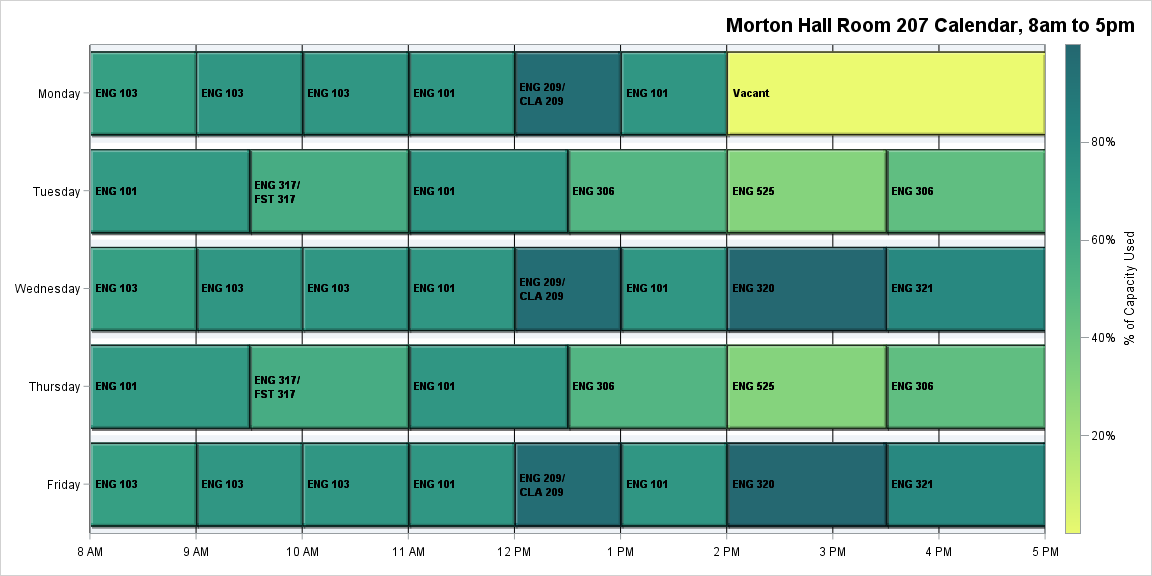 Morton Hall Room 207 Calendar, 8am to 5pm
Monday
ENG 103
ENG 103
ENG 103
ENG 101
ENG 209/
CLA 209
ENG 101
Vacant
Tuesday
ENG 101
ENG 317/
FST 317
ENG 101
ENG 306
ENG 525
ENG 306
Wednesday
ENG 103
ENG 103
ENG 103
ENG 101
ENG 209/
CLA 209
ENG 101
ENG 320
ENG 321
Thursday
ENG 101
ENG 317/
FST 317
ENG 101
ENG 306
ENG 525
ENG 306
Friday
ENG 103
ENG 103
ENG 103
ENG 101
ENG 209/
CLA 209
ENG 101
ENG 320
ENG 321
8 AM
9 AM
10 AM
11 AM
12 PM
1 PM
2 PM
3 PM
4 PM
5 PM
80%
60%
40%
20%
% of Capacity Used